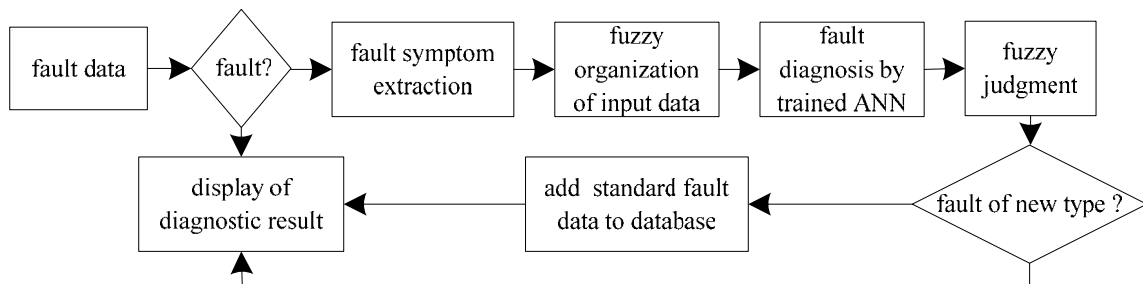 fault data
fault?
fault symptom
extraction
fuzzy
organization
of input data
fault
diagnosis by
trained ANN
fuzzy
judgment
display of
diagnostic result
add standard fault
data to database
fault of new type ?